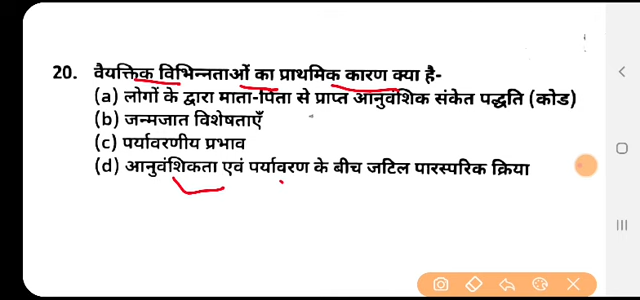 20. वैयक्तिक विभिन्नताओं का प्राथमिक कारण क्या है-
(a) लोगों के द्वारा माता-पिता से प्राप्त आनुवंशिक संकेत पद्धति (कोड)
(b) जन्मजात विशेषताएँ
(c) पर्यावरणीय प्रभाव
(d) आनुवंशिकता एवं पर्यावरण के बीच जटिल पारस्परिक क्रिया